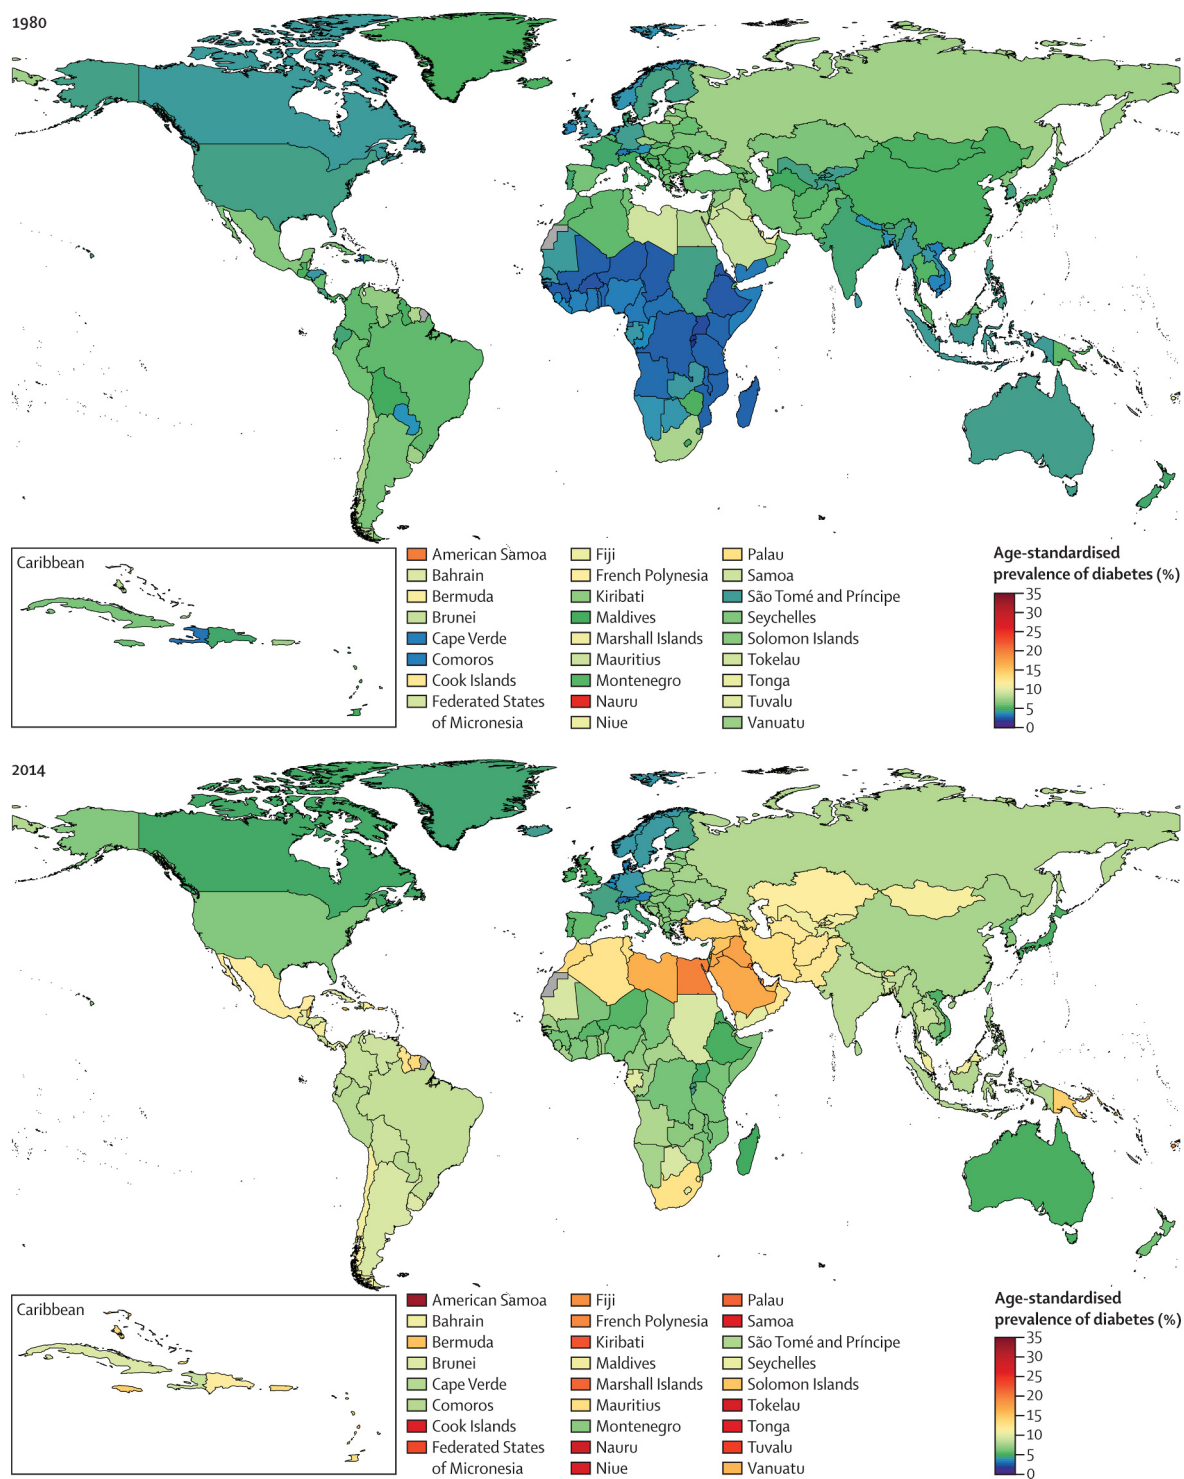 1980
Caribbean
American Samoa
Bahrain
Bermuda
Brunei
Cape Verde
Comoros
Cook Islands
Federated States
of Micronesia
Fiji
French Polynesia
Kiribati
Maldives
Marshall Islands
Mauritius
Montenegro
Nauru
Niue
Palau
Samoa
São Tomé and Príncipe
Seychelles
Solomon Islands
Tokelau
Tonga
Tuvalu
Vanuatu
Age-standardised
prevalence of diabetes (%)
35
30
25
20
15
10
5
0
2014
Caribbean
American Samoa
Bahrain
Bermuda
Brunei
Cape Verde
Comoros
Cook Islands
Federated States
of Micronesia
Fiji
French Polynesia
Kiribati
Maldives
Marshall Islands
Mauritius
Montenegro
Nauru
Niue
Palau
Samoa
São Tomé and Príncipe
Seychelles
Solomon Islands
Tokelau
Tonga
Tuvalu
Vanuatu
Age-standardised
prevalence of diabetes (%)
35
30
25
20
15
10
5
0